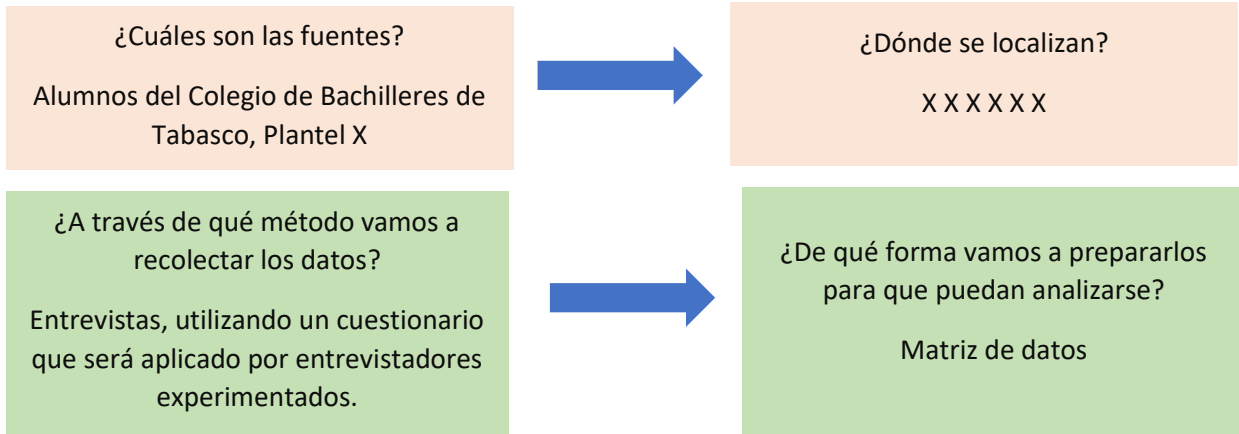 ¿Cuáles son las fuentes?
Alumnos del Colegio de Bachilleres de
Tabasco, Plantel X
¿Dónde se localizan?
X X X X X X
¿A través de qué método vamos a
recolectar los datos?
Entrevistas, utilizando un cuestionario
que será aplicado por entrevistadores
experimentados.
¿De qué forma vamos a prepararlos
para que puedan analizarse?
Matriz de datos